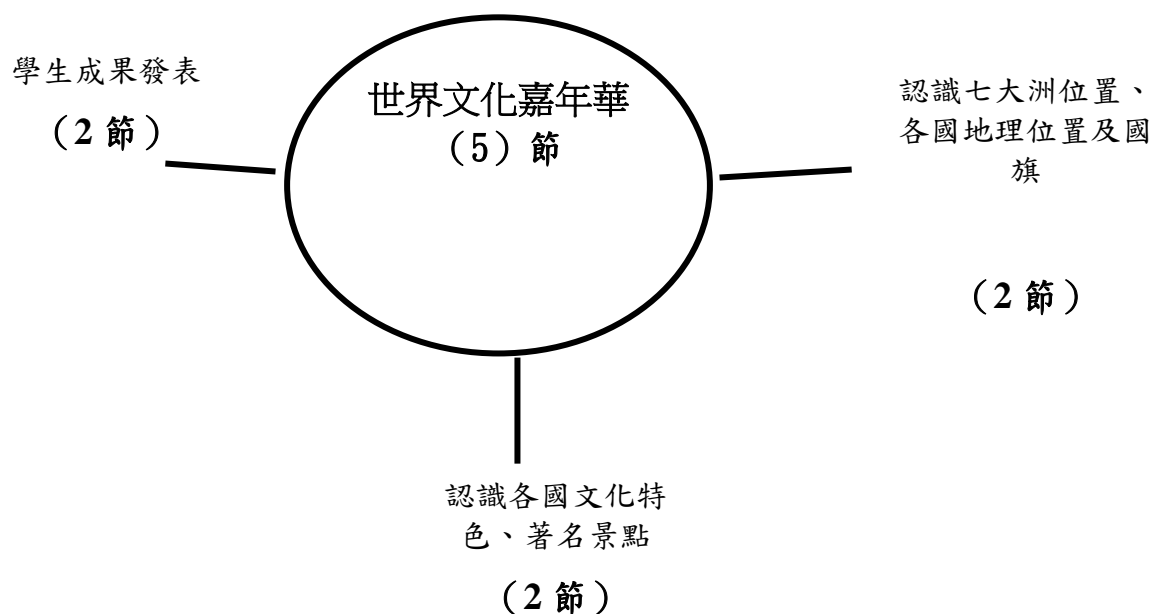 學生成果發表
（2 節）
世界文化嘉年華
（5）節
認識七大洲位置、
各國地理位置及國
旗
（2 節）
認識各國文化特
色、著名景點
（2 節）